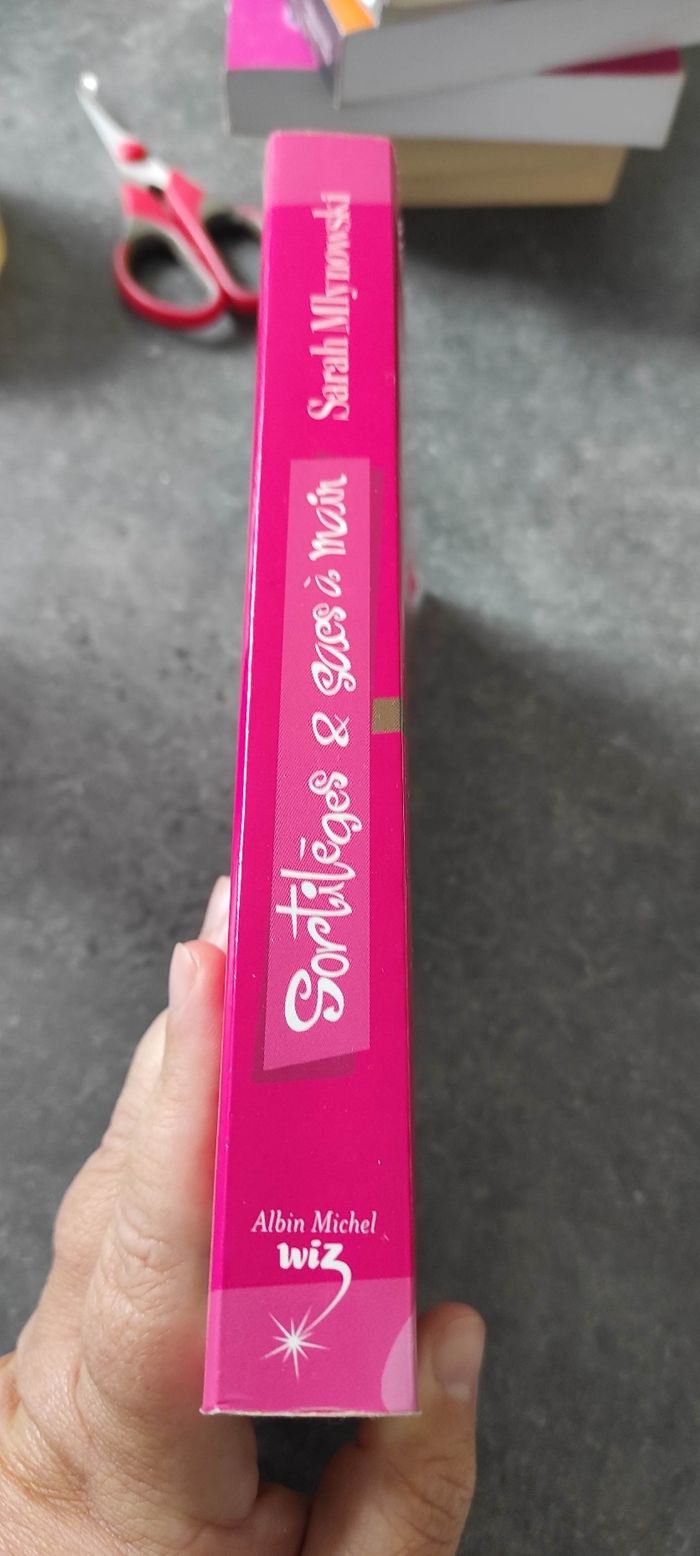 Sarah Mlynowski
Sortilèges & sacs à main
Albin Michel
wiz